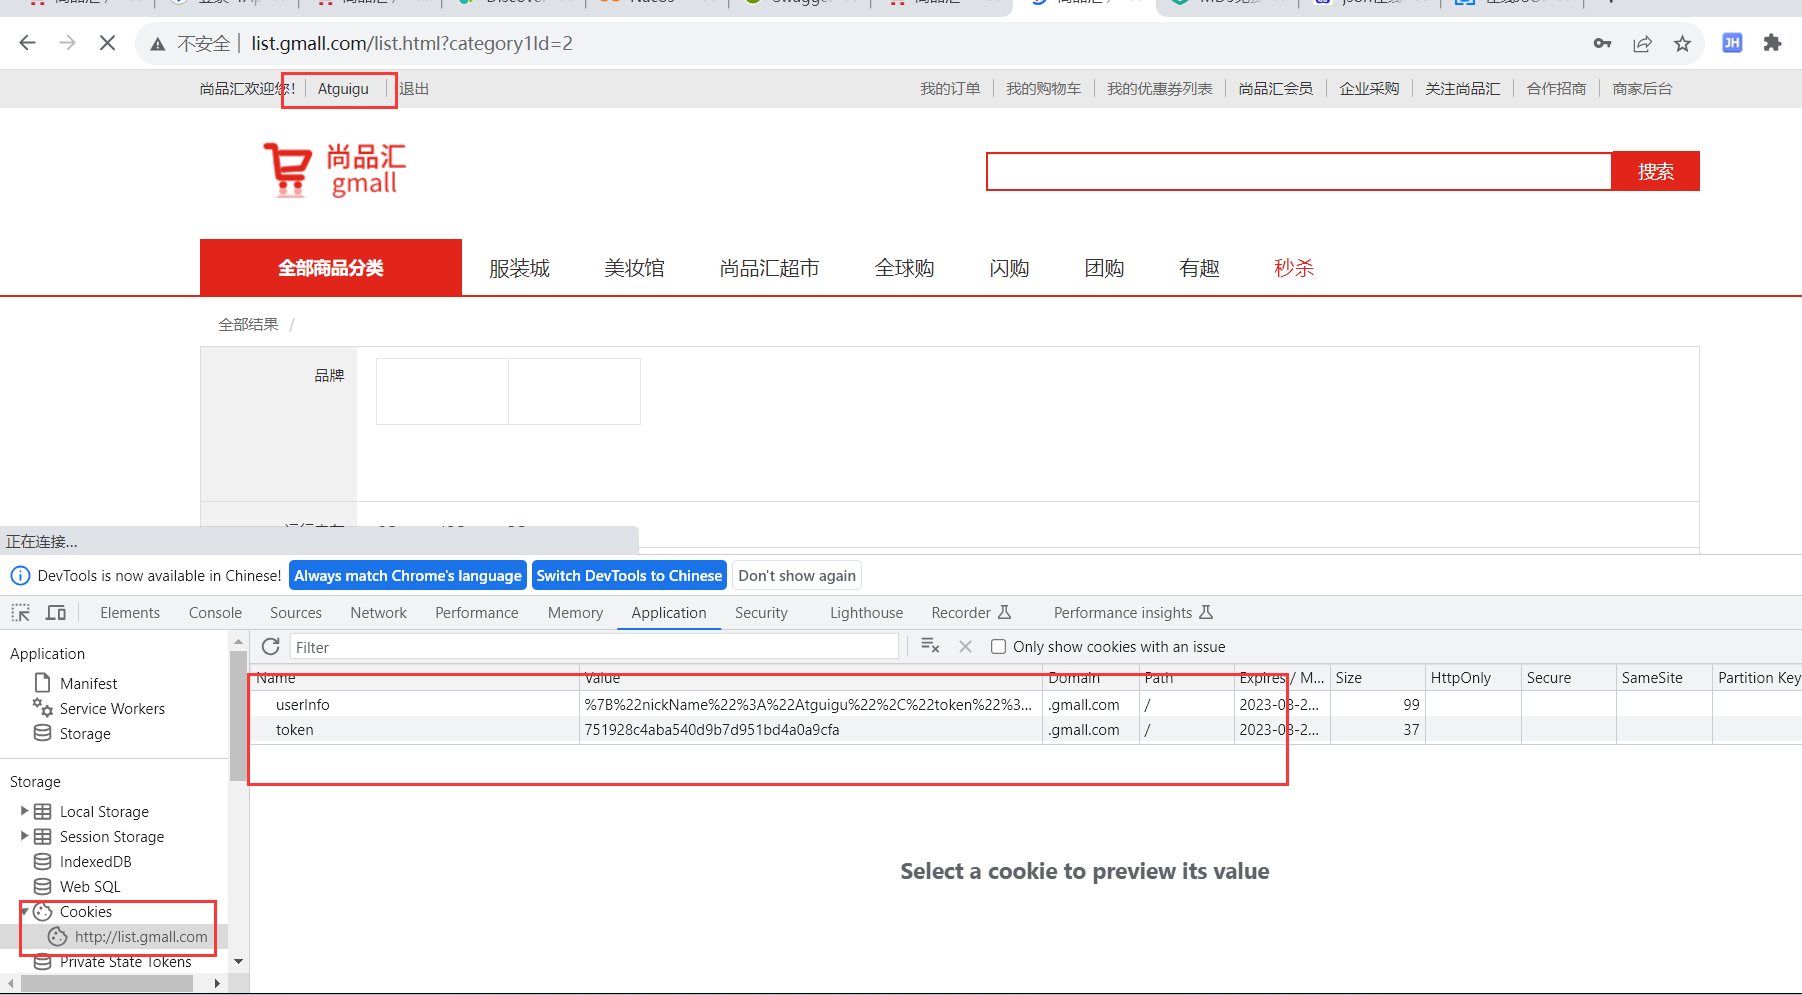 不安全 list.gmall.com/list.html?category1Id=2
尚品汇欢迎您! Atguigu 退出 我的订单 我的购物车 我的优惠券列表 尚品汇会员 企业采购 关注尚品汇 合作招商 商家后台
尚品汇
gmall
搜索
全部商品分类 服装城 美妆馆 尚品汇超市 全球购 闪购 团购 有趣 秒杀
全部结果 /
品牌
正在连接...
DevTools is now available in Chinese! Always match Chrome's language Switch DevTools to Chinese Don't show again
Elements Console Sources Network Performance Memory Application Security Lighthouse Recorder Performance insights
Application
Manifest
Service Workers
Storage
Storage
Local Storage
Session Storage
IndexedDB
Web SQL
Cookies
http://list.gmall.com
Private State Tokens
Filter Only show cookies with an issue
Name Value Domain Path Expires / M... Size HttpOnly Secure SameSite Partition Key
userInfo %7B%22nickName%22%3A%22Atguigu%22%2C%22token%22%3... .gmall.com / 2023-08-2... 99
token 751928c4aba540d9b7d951bd4a0a9cfa .gmall.com / 2023-08-2... 37
Select a cookie to preview its value